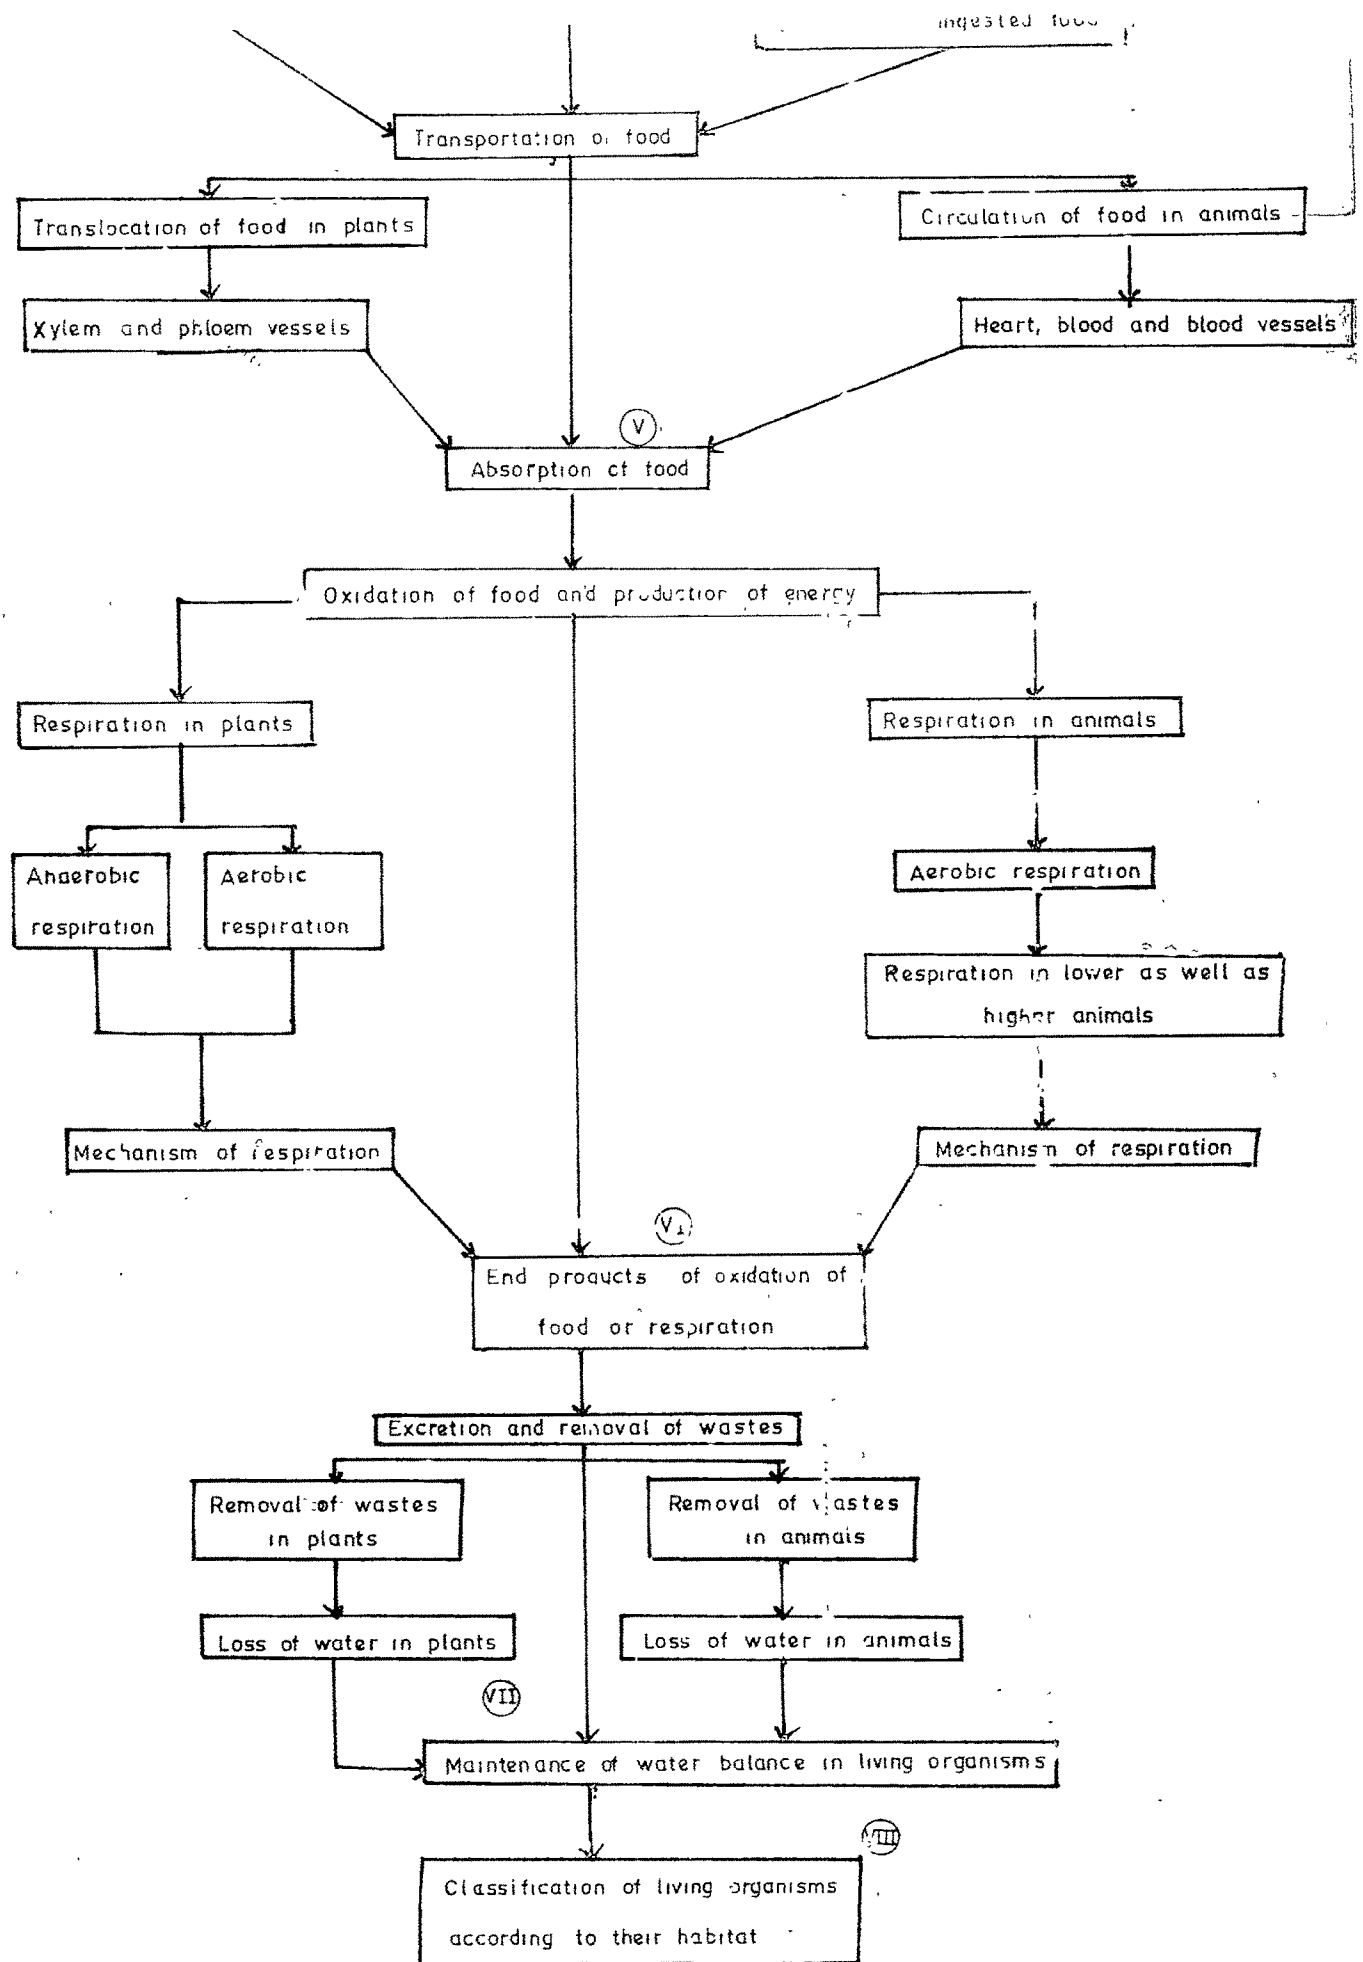 ingested food
Transportation of food
Translocation of food in plants
Circulation of food in animals
Xylem and phloem vessels
Heart, blood and blood vessels
V
Absorption of food
Oxidation of food and production of energy
Respiration in plants
Respiration in animals
Anaerobic
respiration
Aerobic
respiration
Aerobic respiration
Respiration in lower as well as
higher animals
Mechanism of respiration
Mechanism of respiration
VI
End products of oxidation of
food or respiration
Excretion and removal of wastes
Removal of wastes
in plants
Removal of wastes
in animals
Loss of water in plants
Loss of water in animals
VII
Maintenance of water balance in living organisms
VIII
Classification of living organisms
according to their habitat